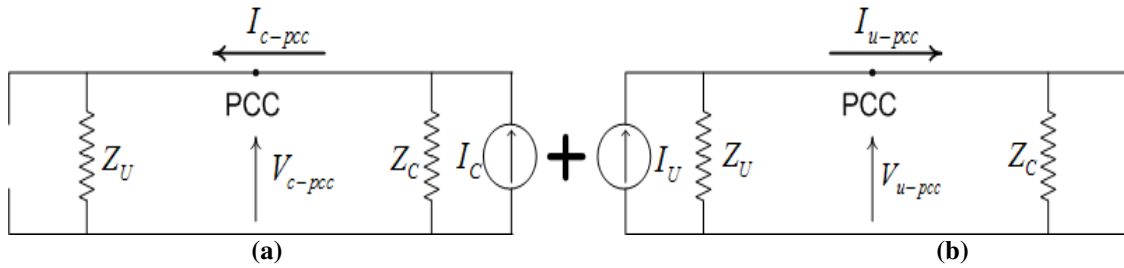 I_{c-pcc}
I_{u-pcc}
PCC
PCC
Z_U
V_{c-pcc}
Z_C
I_C
+
I_U
Z_U
V_{u-pcc}
Z_C
(a)
(b)